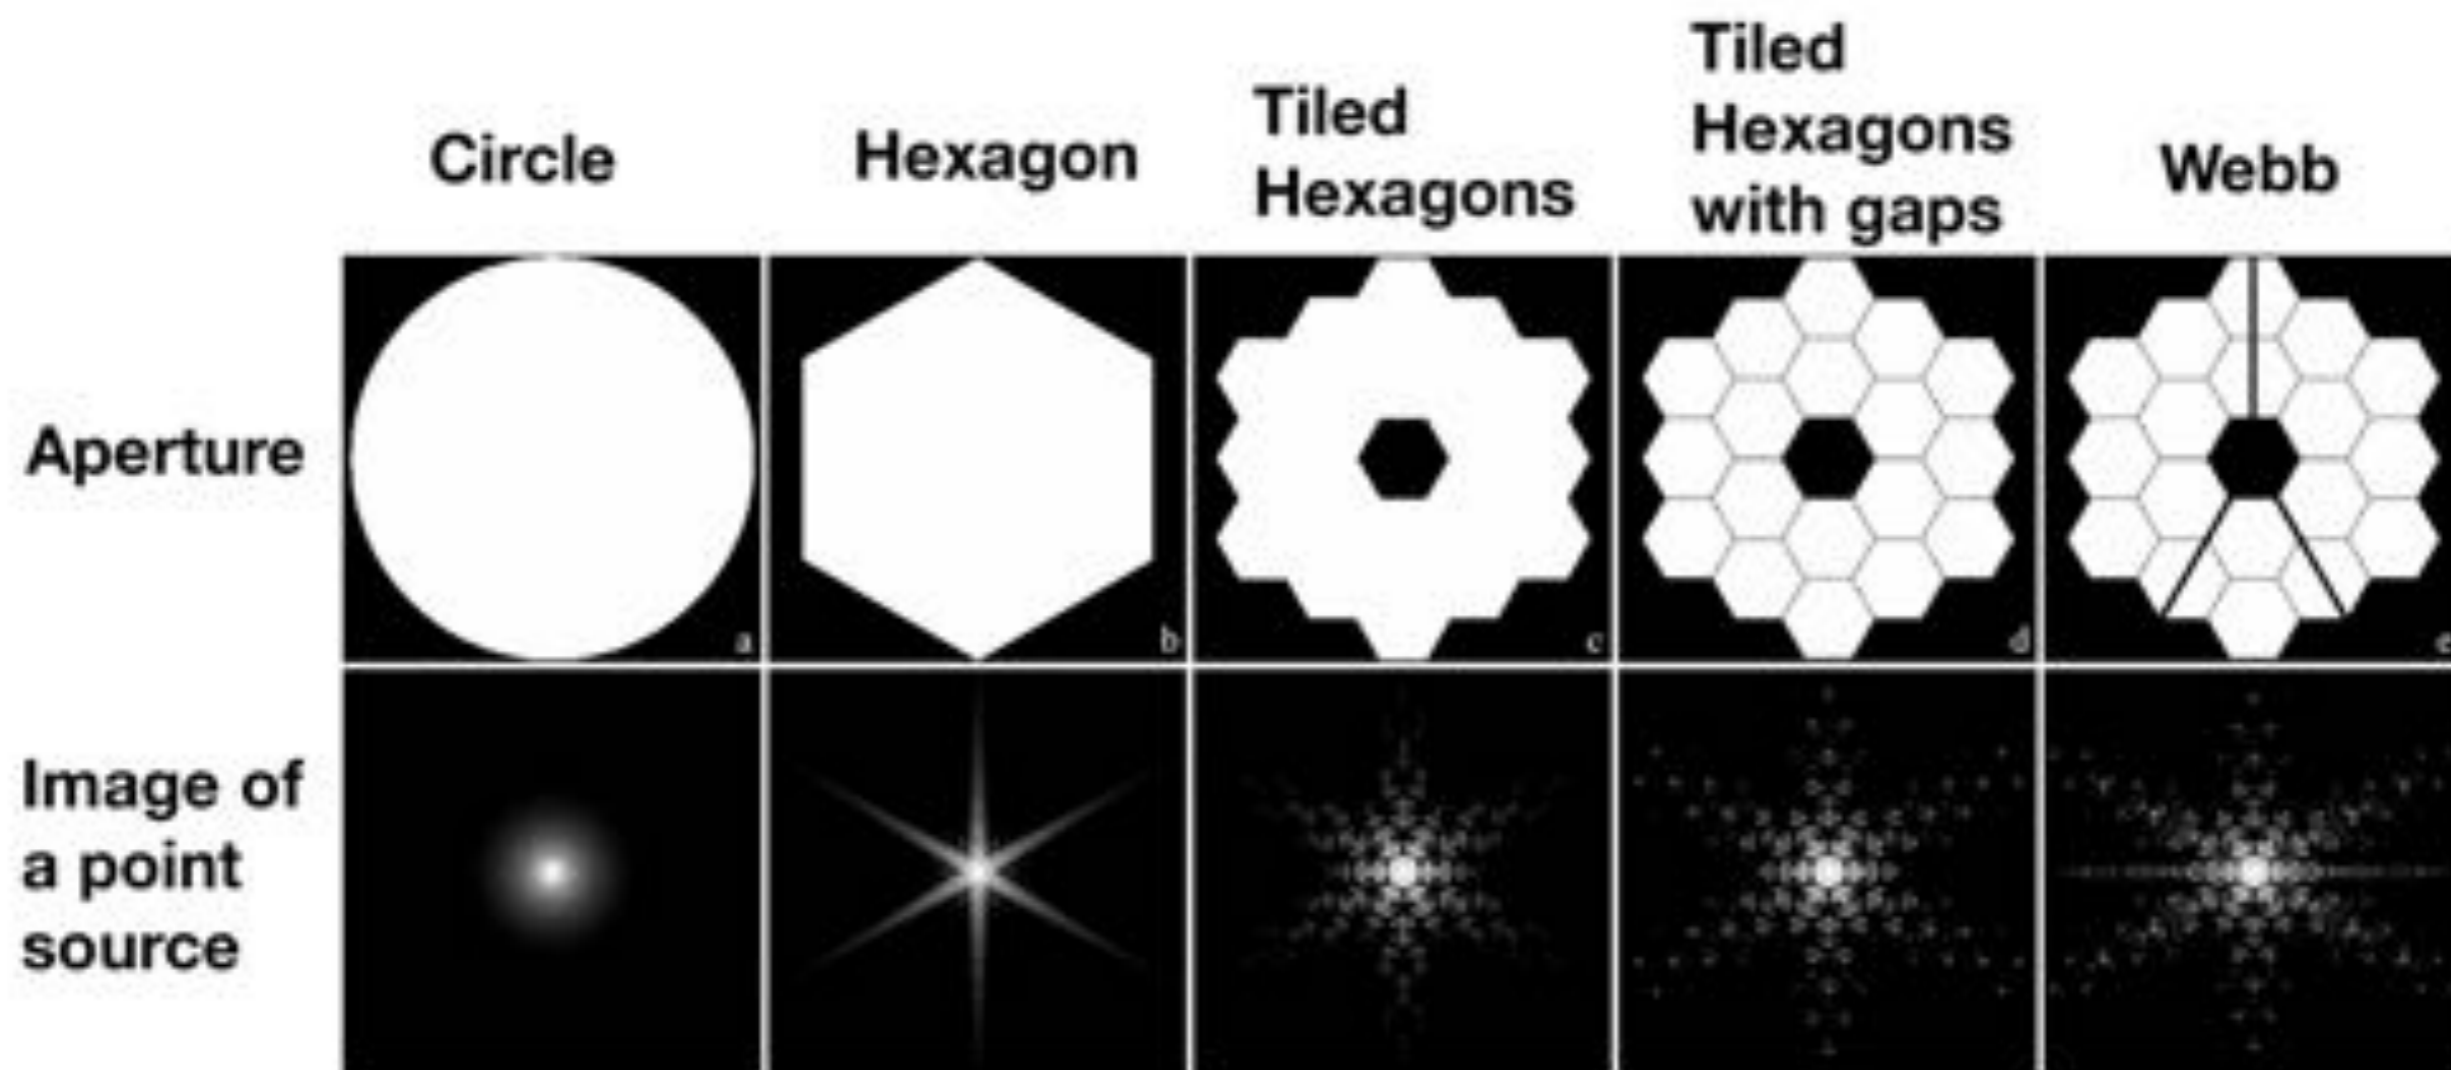 Circle
Hexagon
Tiled
Hexagons
Tiled
Hexagons
with gaps
Webb
Aperture
a
b
c
d
e
Image of
a point
source